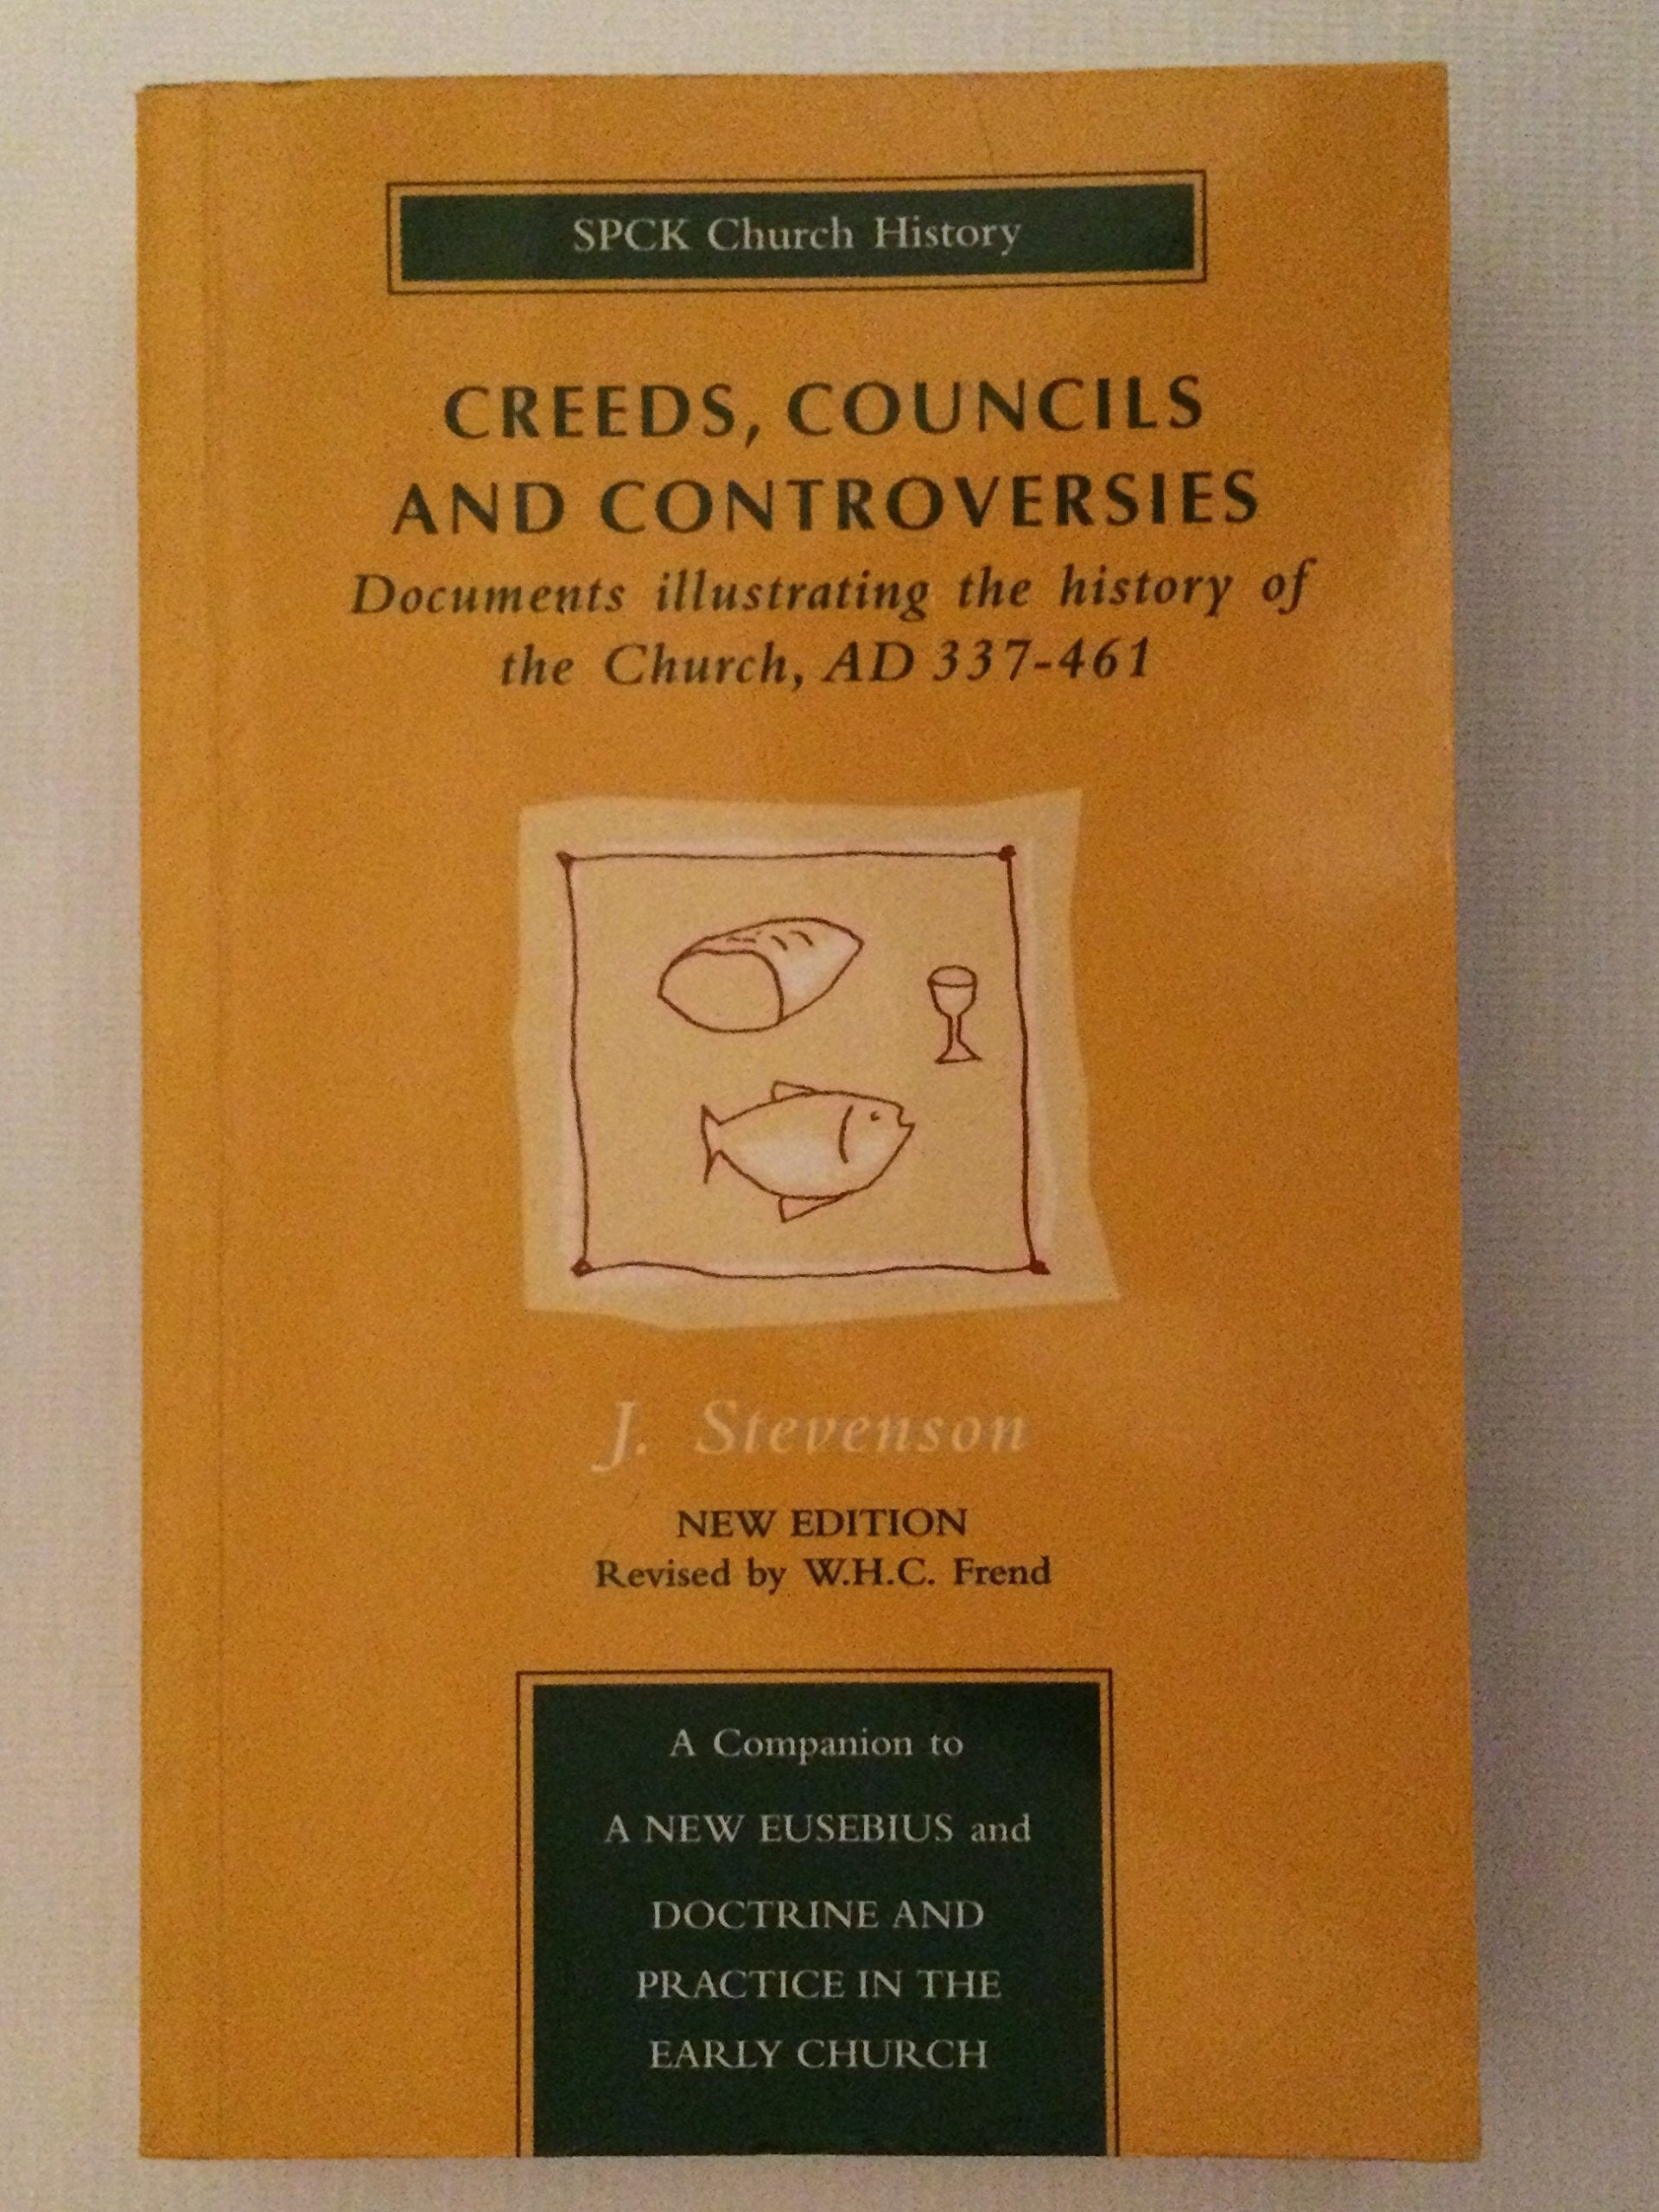 SPCK Church History
CREEDS, COUNCILS
AND CONTROVERSIES
Documents illustrating the history of
the Church, AD 337-461
J. Stevenson
NEW EDITION
Revised by W.H.C. Frend
A Companion to
A NEW EUSEBIUS and
DOCTRINE AND
PRACTICE IN THE
EARLY CHURCH